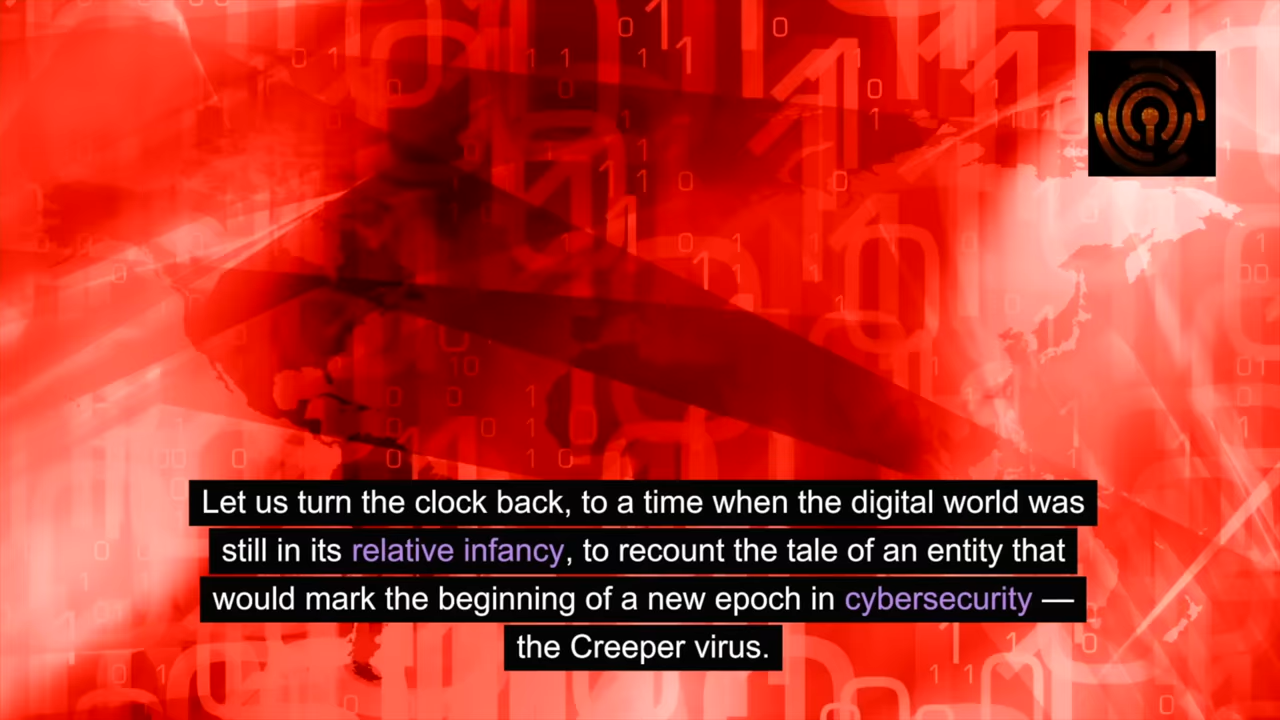 Let us turn the clock back, to a time when the digital world was
still in its relative infancy, to recount the tale of an entity that
would mark the beginning of a new epoch in cybersecurity —
the Creeper virus.